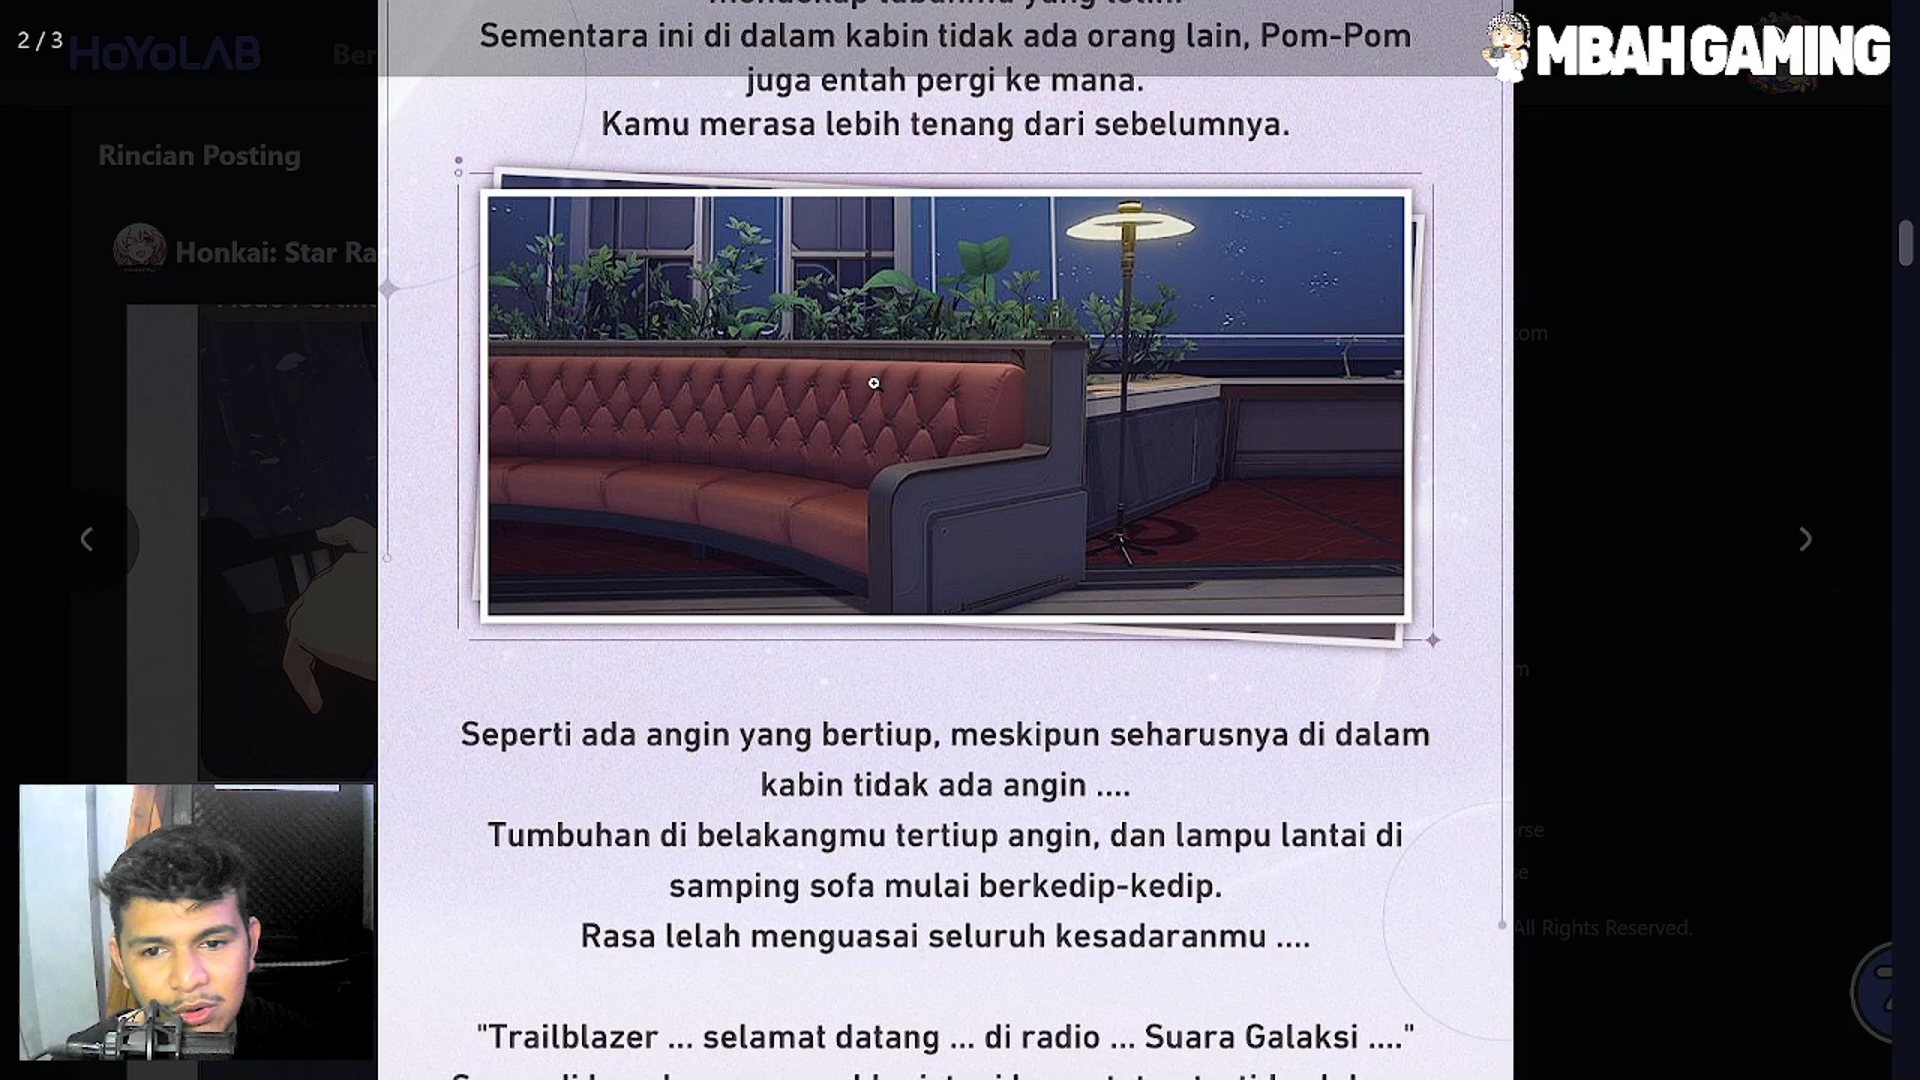 2 / 3
HoYoLAB
Ber
MBAH GAMING
Sementara ini di dalam kabin tidak ada orang lain, Pom-Pom
juga entah pergi ke mana.
Kamu merasa lebih tenang dari sebelumnya.
Rincian Posting
Honkai: Star Ra
Seperti ada angin yang bertiup, meskipun seharusnya di dalam
kabin tidak ada angin ....
Tumbuhan di belakangmu tertiup angin, dan lampu lantai di
samping sofa mulai berkedip-kedip.
Rasa lelah menguasai seluruh kesadaranmu ....
All Rights Reserved.
"Trailblazer ... selamat datang ... di radio ... Suara Galaksi ...."